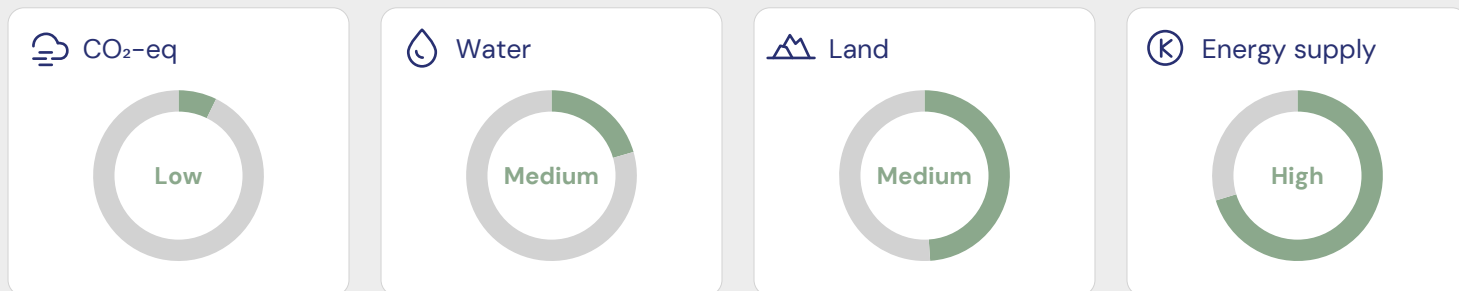 CO₂-eq
Low
Water
Medium
Land
Medium
Energy supply
High